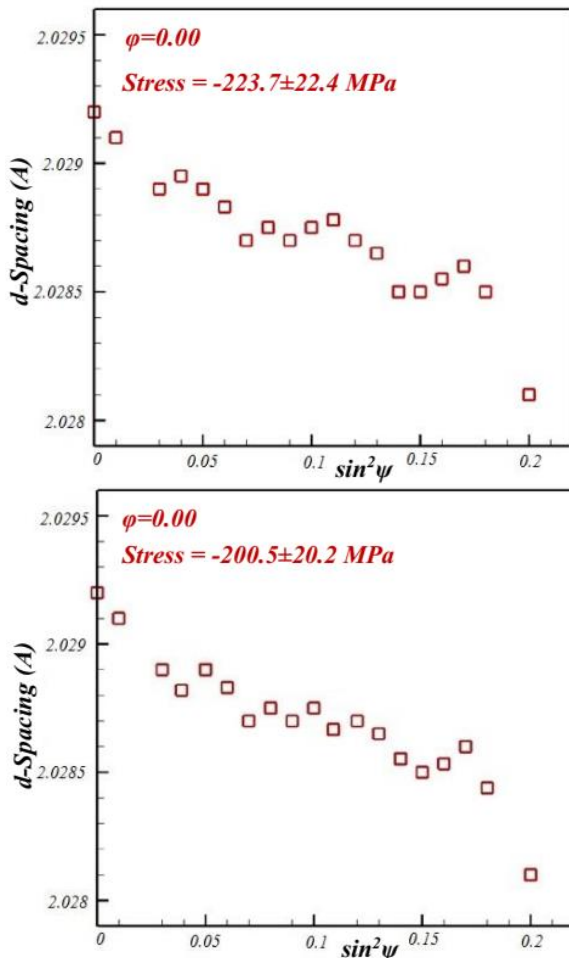 2.0295
φ=0.00
Stress = -223.7±22.4 MPa
2.029
d-Spacing (A)
2.0285
2.028
0 0.05 0.1 0.15 0.2
sin²ψ
2.0295
φ=0.00
Stress = -200.5±20.2 MPa
2.029
d-Spacing (A)
2.0285
2.028
0 0.05 0.1 0.15 0.2
sin²ψ